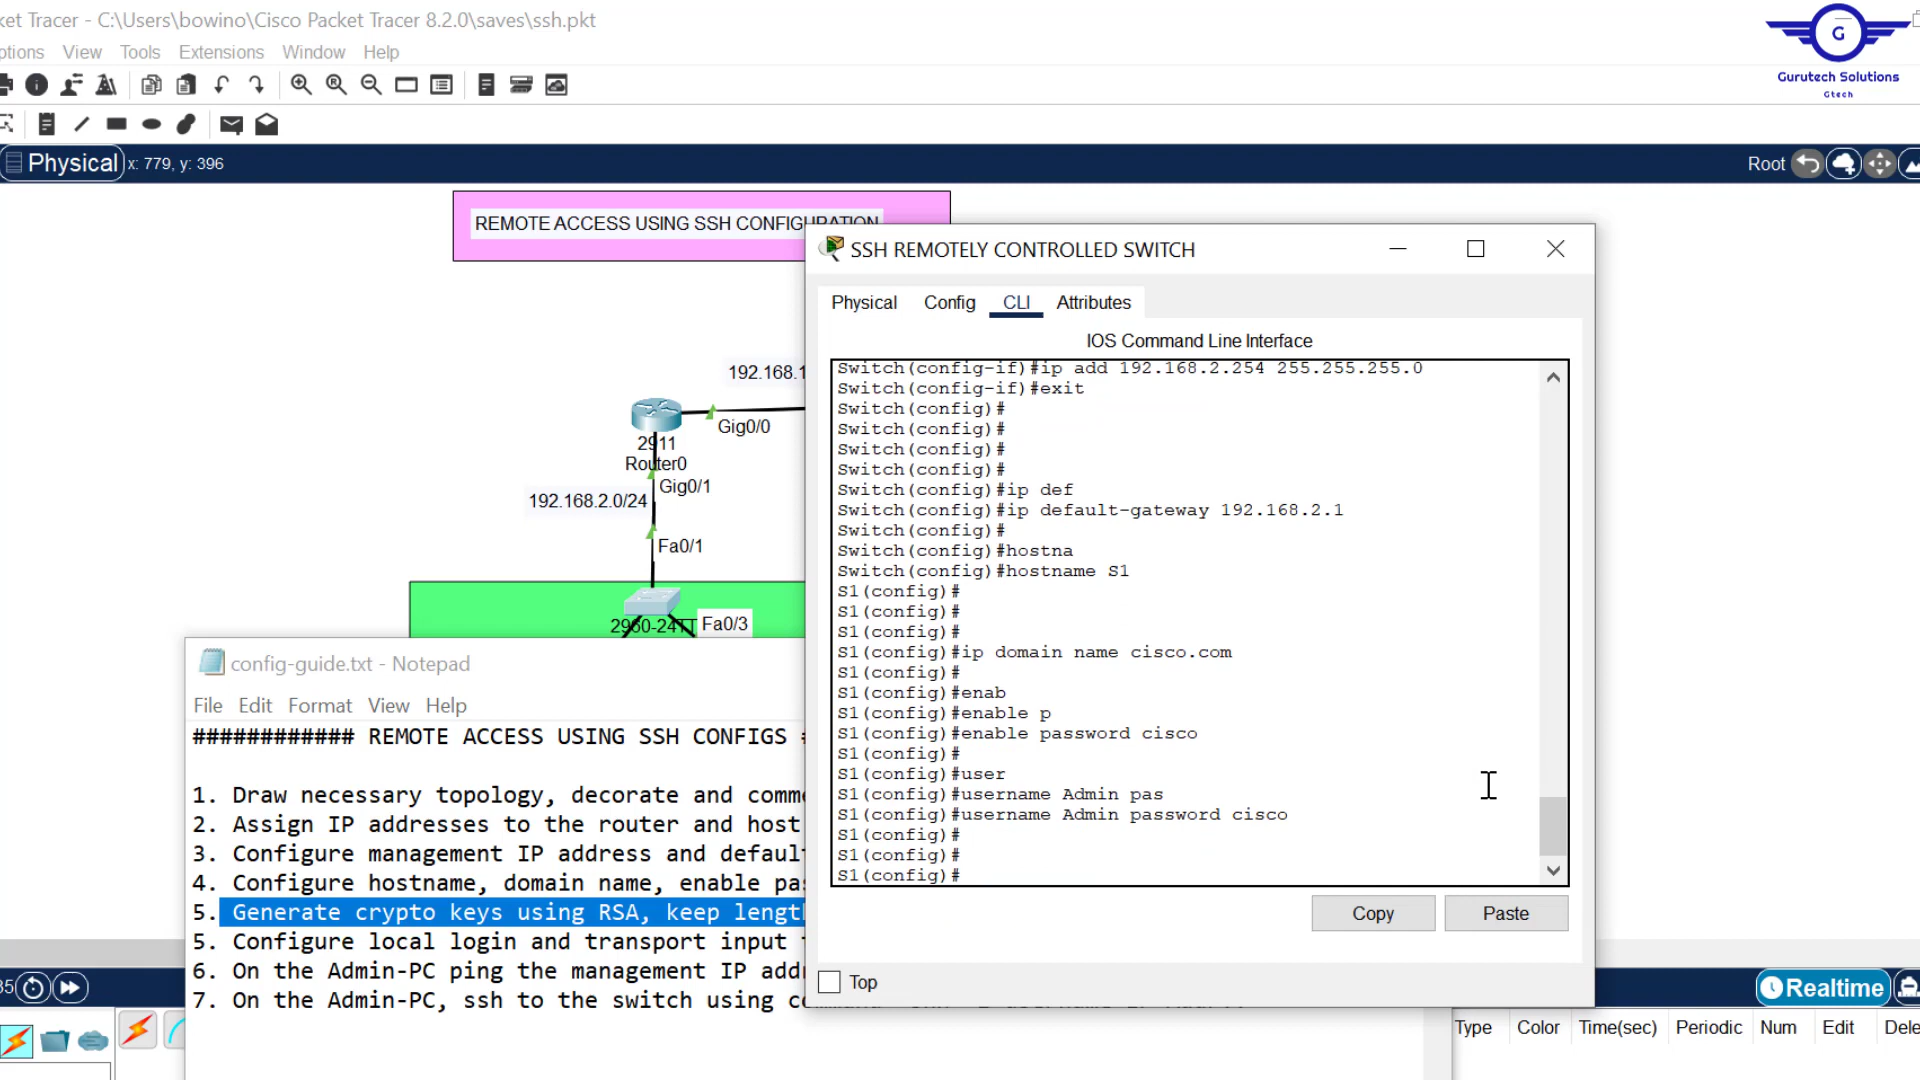 ket Tracer - C:\Users\bowino\Cisco Packet Tracer 8.2.0\saves\ssh.pkt
ptions View Tools Extensions Window Help
G
Gurutech Solutions
Gtech
Physical x: 779, y: 396
Root
REMOTE ACCESS USING SSH CONFIGURATION
192.168.1
Gig0/0
2911
Router0
Gig0/1
192.168.2.0/24
Fa0/1
2960-24TT
Fa0/3
SSH REMOTELY CONTROLLED SWITCH
Physical Config CLI Attributes
IOS Command Line Interface
Switch(config-if)#ip add 192.168.2.254 255.255.255.0
Switch(config-if)#exit
Switch(config)#
Switch(config)#
Switch(config)#
Switch(config)#
Switch(config)#ip def
Switch(config)#ip default-gateway 192.168.2.1
Switch(config)#
Switch(config)#hostna
Switch(config)#hostname S1
S1(config)#
S1(config)#
S1(config)#
S1(config)#ip domain name cisco.com
S1(config)#
S1(config)#enab
S1(config)#enable p
S1(config)#enable password cisco
S1(config)#
S1(config)#user
S1(config)#username Admin pas
S1(config)#username Admin password cisco
S1(config)#
S1(config)#
S1(config)#
Copy Paste
Top
config-guide.txt - Notepad
File Edit Format View Help
############ REMOTE ACCESS USING SSH CONFIGS
1. Draw necessary topology, decorate and comme
2. Assign IP addresses to the router and host
3. Configure management IP address and default
4. Configure hostname, domain name, enable pas
5. Generate crypto keys using RSA, keep length
5. Configure local login and transport input
6. On the Admin-PC ping the management IP addr
7. On the Admin-PC, ssh to the switch using
35
Realtime
Type Color Time(sec) Periodic Num Edit Dele